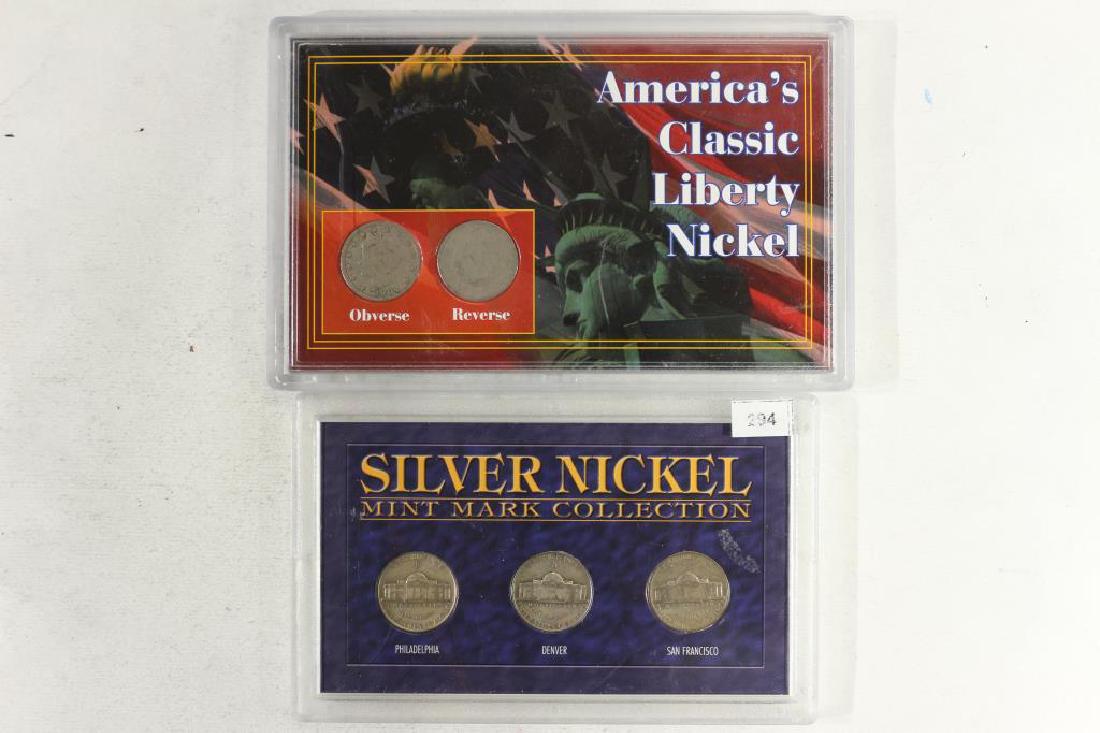 America's
Classic
Liberty
Nickel
Obverse Reverse
294
SILVER NICKEL
MINT MARK COLLECTION
PHILADELPHIA DENVER SAN FRANCISCO